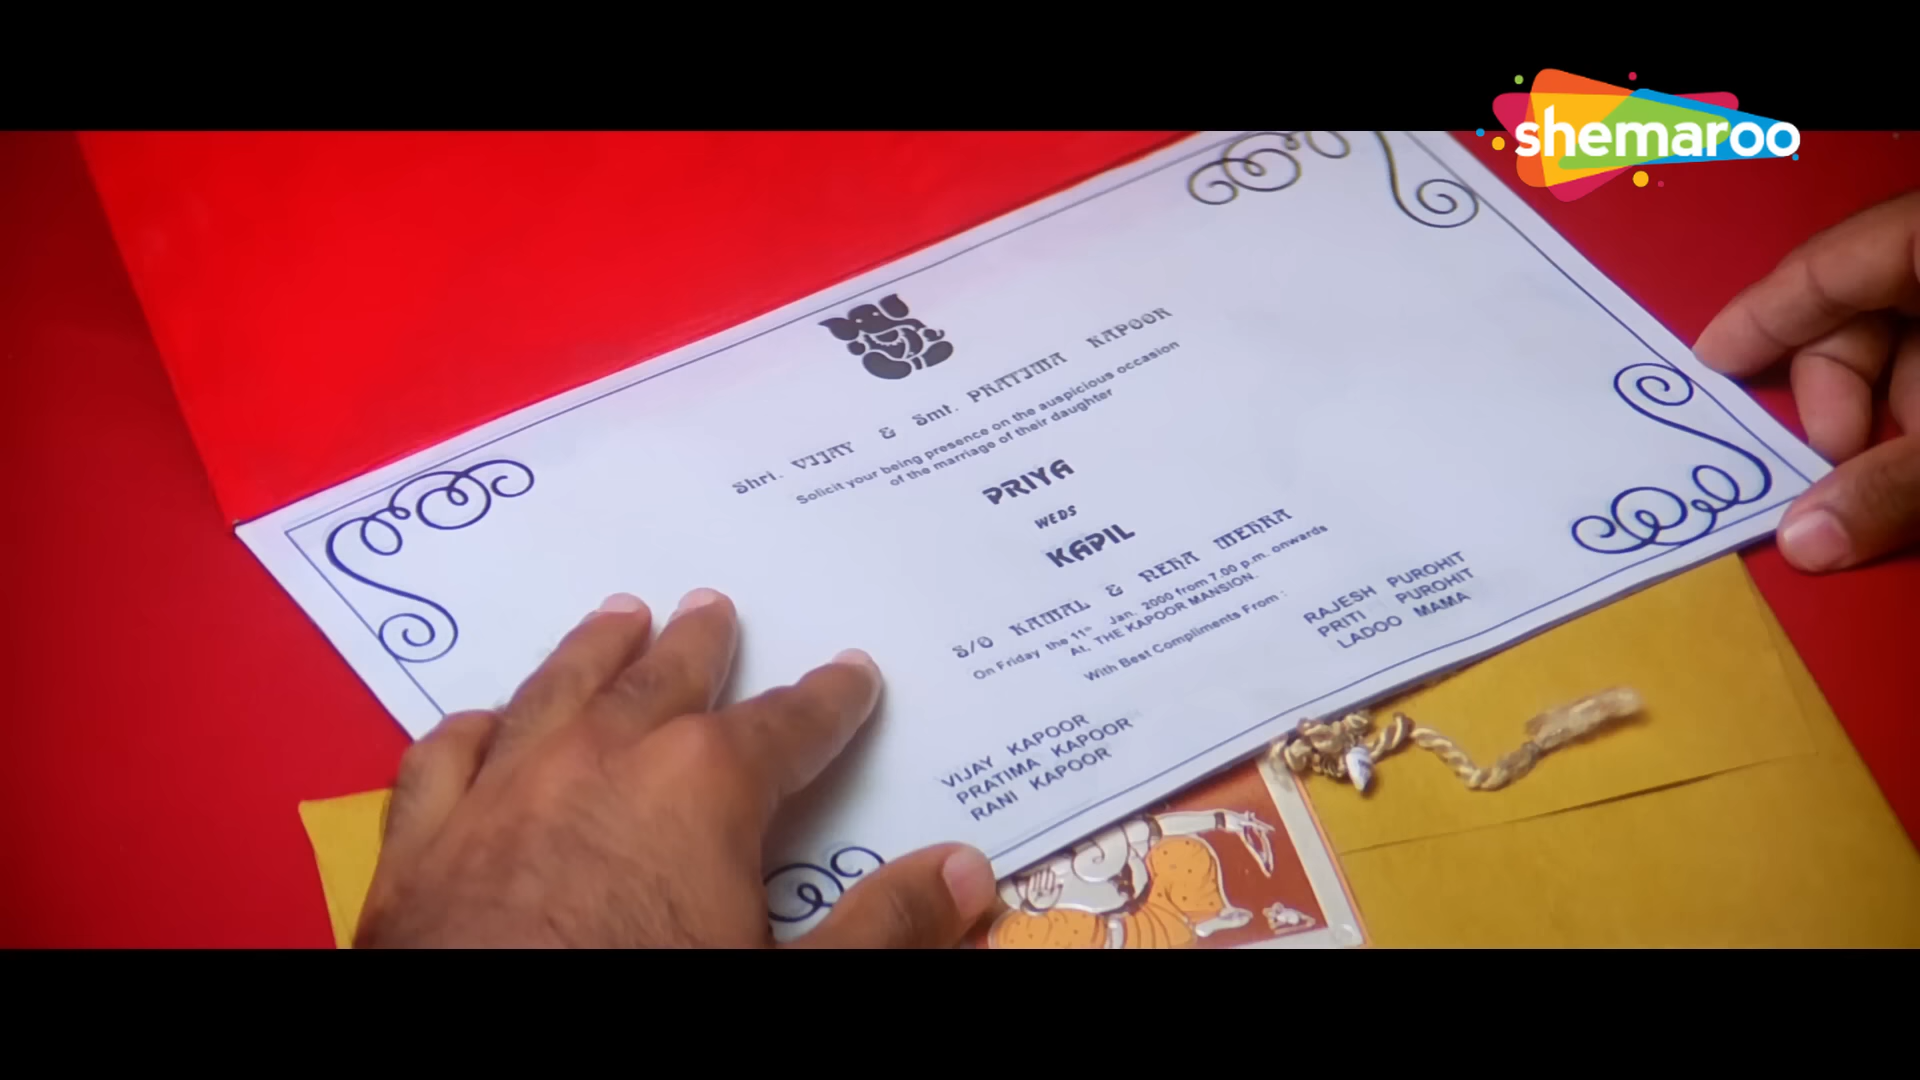 shemaroo
Shri. VIJAY & Smt. PRATIMA KAPOOR
Solicit your being presence on the auspicious occasion
of the marriage of their daughter
PRIYA
WEDS
KAPIL
S/O KAMAL & NEHA MEHRA
On Friday the 11th Jan. 2000 from 7.00 p.m. onwards
At, THE KAPOOR MANSION.
With Best Compliments From :
VIJAY KAPOOR
PRATIMA KAPOOR
RANI KAPOOR
RAJESH PUROHIT
PRITI PUROHIT
LADOO MAMA